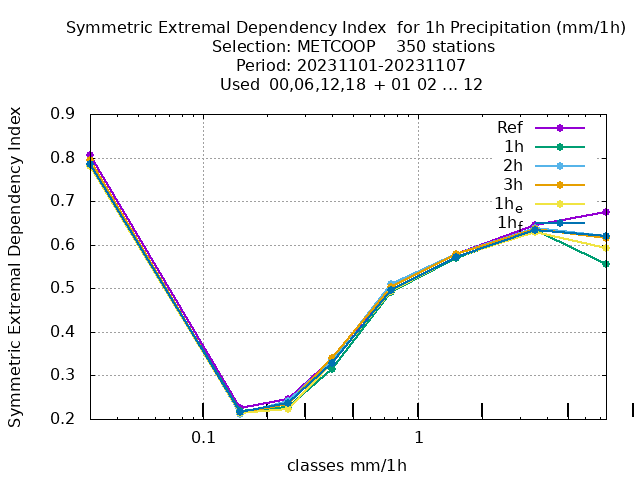 Symmetric Extremal Dependency Index for 1h Precipitation (mm/1h)
Selection: METCOOP 350 stations
Period: 20231101-20231107
Used 00,06,12,18 + 01 02 ... 12
Symmetric Extremal Dependency Index
0.9
0.8
0.7
0.6
0.5
0.4
0.3
0.2
0.1
1
classes mm/1h
Ref
1h
2h
3h
1hₑ
1h_f